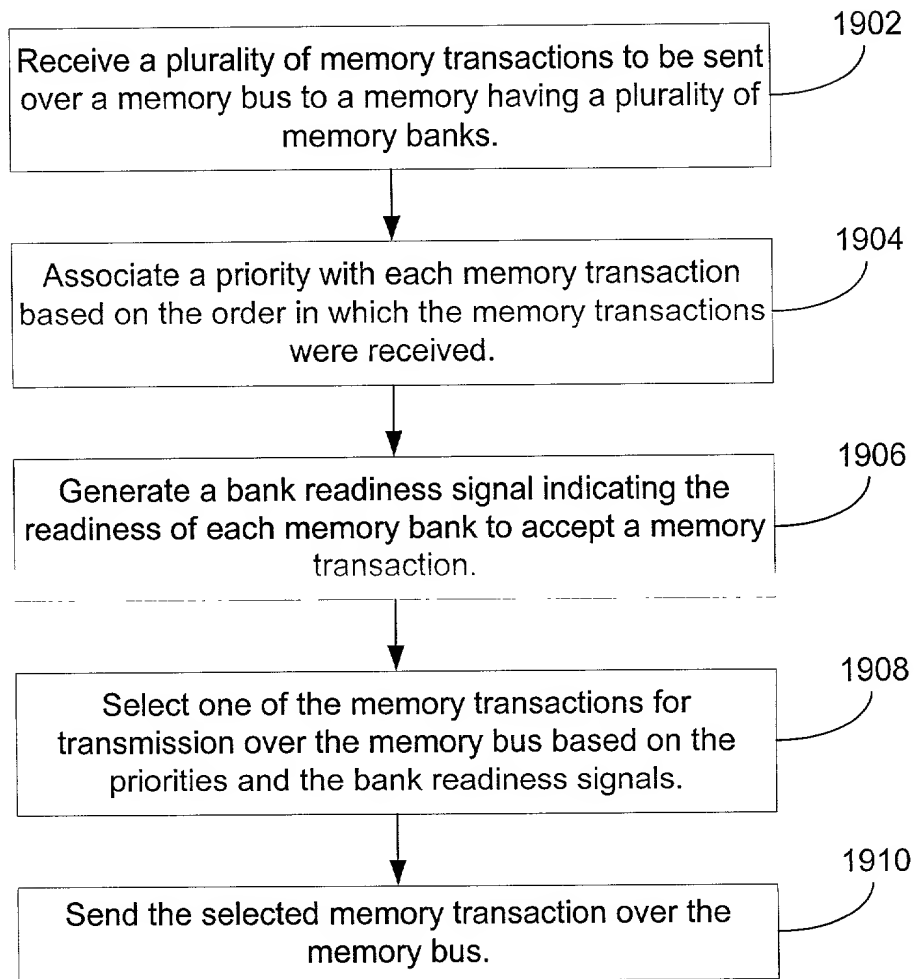 1902
Receive a plurality of memory transactions to be sent
over a memory bus to a memory having a plurality of
memory banks.
1904
Associate a priority with each memory transaction
based on the order in which the memory transactions
were received.
1906
Generate a bank readiness signal indicating the
readiness of each memory bank to accept a memory
transaction.
1908
Select one of the memory transactions for
transmission over the memory bus based on the
priorities and the bank readiness signals.
1910
Send the selected memory transaction over the
memory bus.